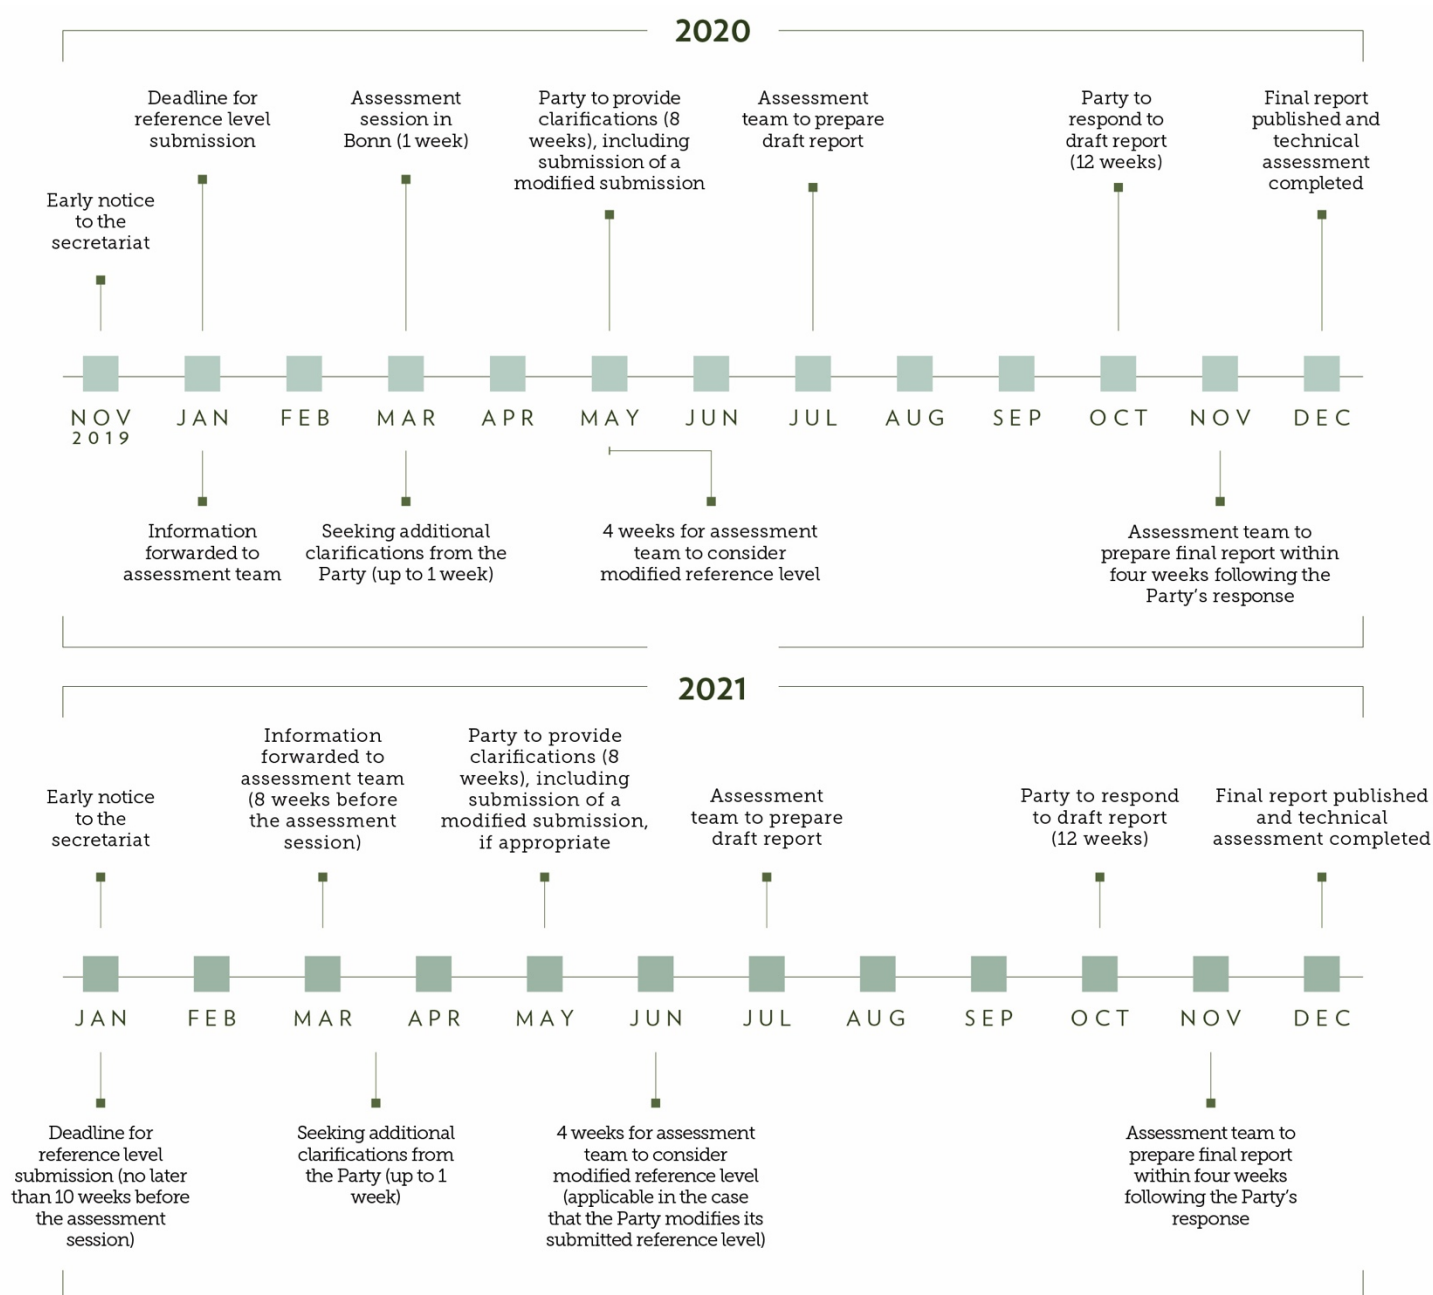 2020
Deadline for
reference level
submission
Assessment
session in
Bonn (1 week)
Party to provide
clarifications (8
weeks), including
submission of a
modified submission
Assessment
team to prepare
draft report
Party to
respond to
draft report
(12 weeks)
Final report
published and
technical
assessment
completed
Early notice
to the
secretariat
NOV
2019
JAN
FEB
MAR
APR
MAY
JUN
JUL
AUG
SEP
OCT
NOV
DEC
Information
forwarded to
assessment team
Seeking additional
clarifications from the
Party (up to 1 week)
4 weeks for assessment
team to consider
modified reference level
Assessment team to
prepare final report within
four weeks following the
Party's response
2021
Early notice
to the
secretariat
Information
forwarded to
assessment team
(8 weeks before
the assessment
session)
Party to provide
clarifications (8
weeks), including
submission of a
modified submission,
if appropriate
Assessment
team to prepare
draft report
Party to respond
to draft report
(12 weeks)
Final report published
and technical
assessment completed
JAN
FEB
MAR
APR
MAY
JUN
JUL
AUG
SEP
OCT
NOV
DEC
Deadline for
reference level
submission (no later
than 10 weeks before
the assessment
session)
Seeking additional
clarifications from
the Party (up to 1
week)
4 weeks for assessment
team to consider
modified reference level
(applicable in the case
that the Party modifies its
submitted reference level)
Assessment team to
prepare final report
within four weeks
following the Party's
response